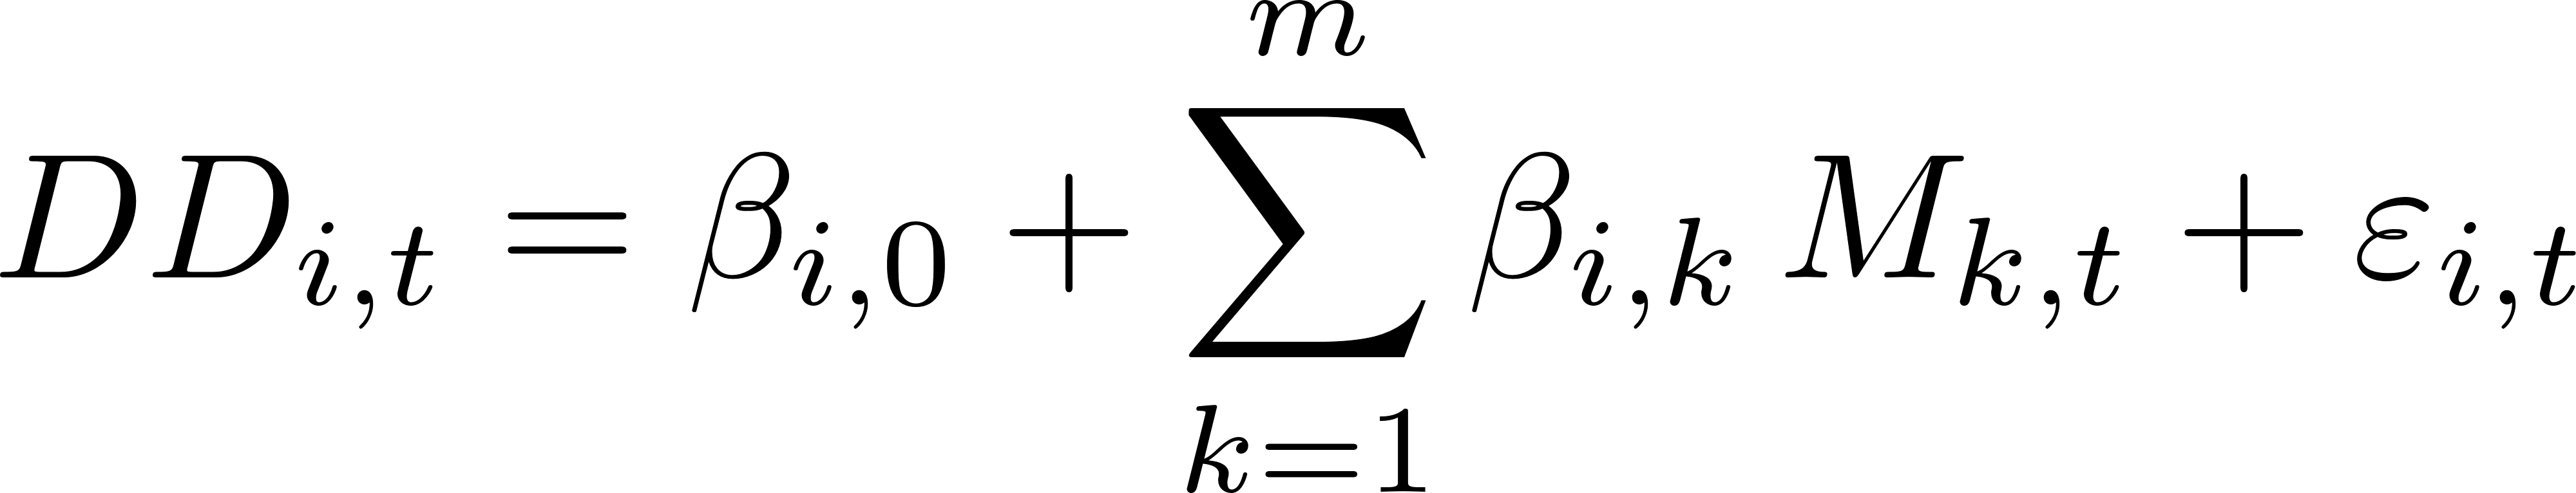 $DD_{i,t} = \beta_{i,0} + \sum_{k=1}^{m} \beta_{i,k} \, M_{k,t} + \varepsilon_{i,t}$